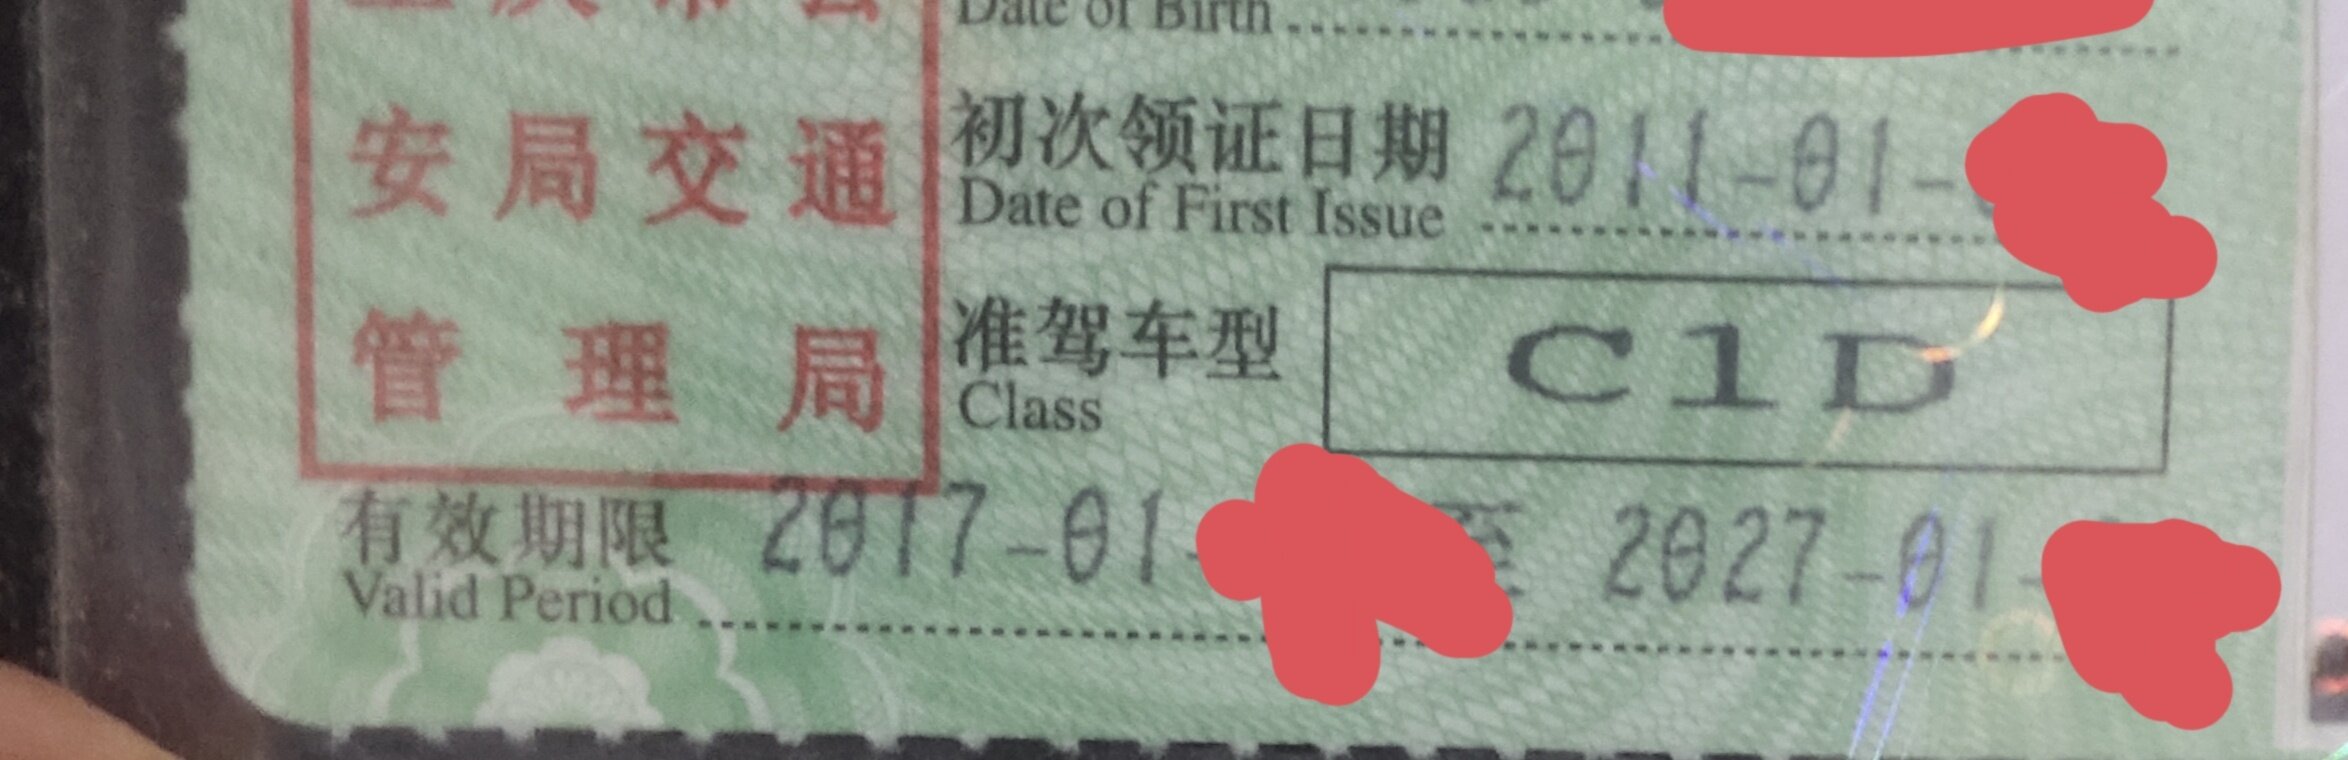 Date of Birth
安局交通
管理局
初次领证日期 2011-01-
Date of First Issue
准驾车型 C1D
Class
有效期限 2017-01- 至 2027-01-
Valid Period